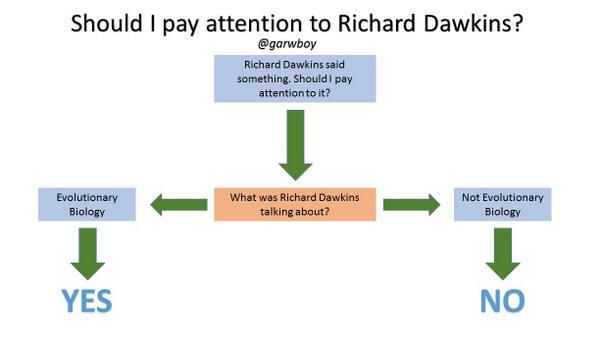 Should I pay attention to Richard Dawkins?
@garwboy
Richard Dawkins said
something. Should I pay
attention to it?
Evolutionary
Biology
What was Richard Dawkins
talking about?
Not Evolutionary
Biology
YES
NO